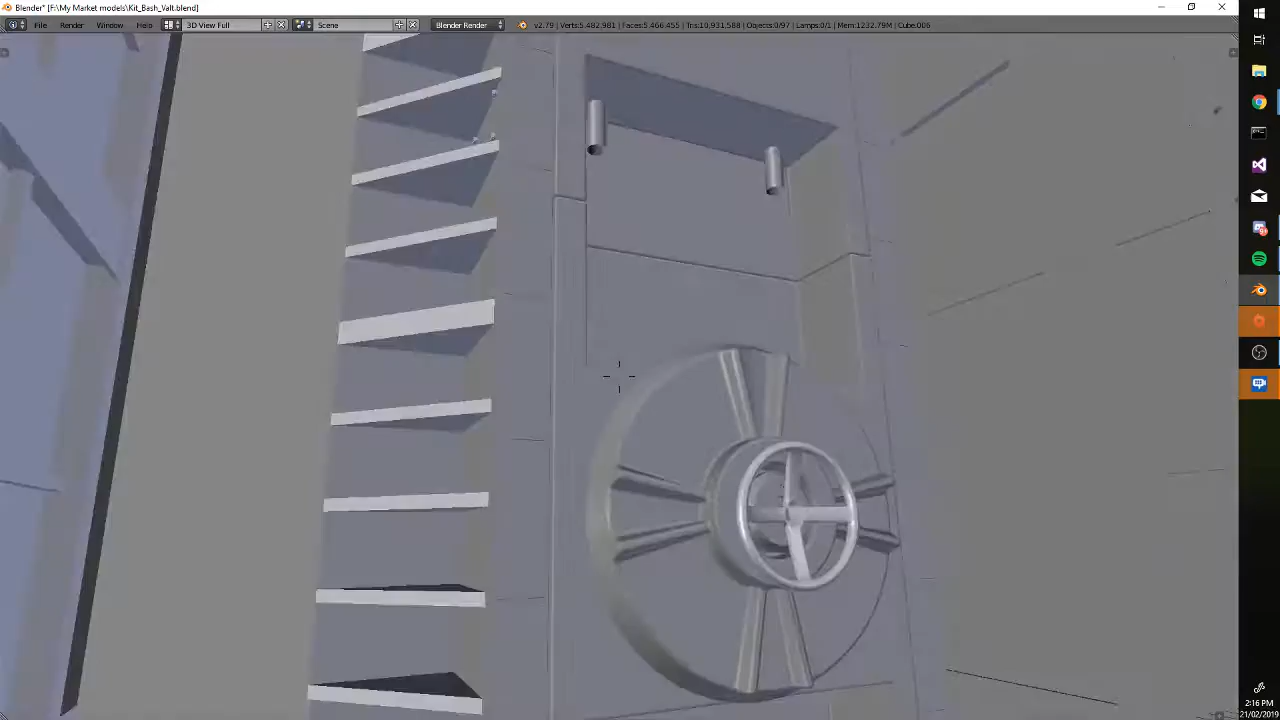 Blender* [F:\My Market models\Kit_Bash_Valt.blend]
File Render Window Help 3D View Full Scene Blender Render v2.79 | Verts:5,482,981 | Faces:5,466,455 | Tris:10,931,588 | Objects:0/97 | Lamps:0/1 | Mem:1232.79M | Cube.006
2:16 PM
21/02/2019